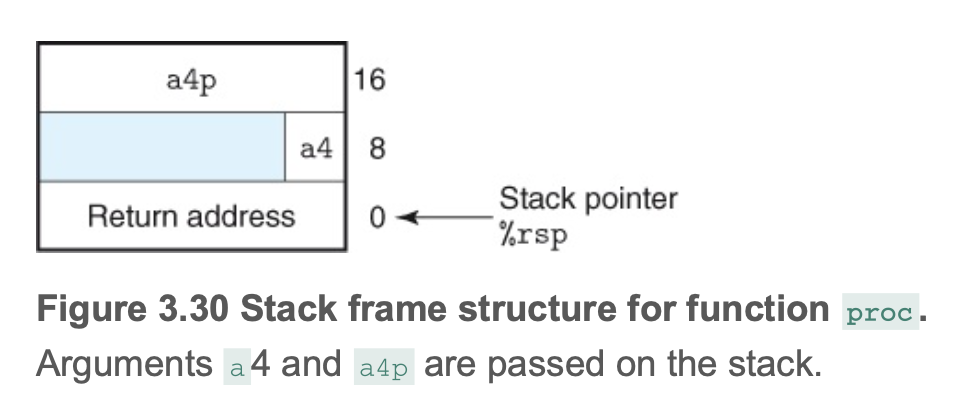 a4p 16
a4 8
Return address 0
Stack pointer
%rsp
Figure 3.30 Stack frame structure for function proc.
Arguments a4 and a4p are passed on the stack.